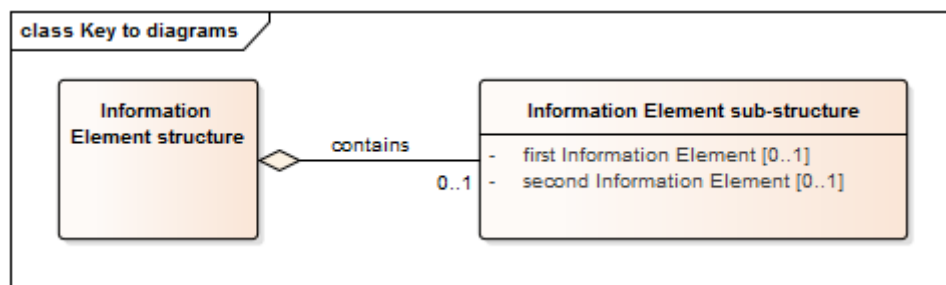 class Key to diagrams
Information
Element structure
contains
0..1
Information Element sub-structure
- first Information Element [0..1]
- second Information Element [0..1]